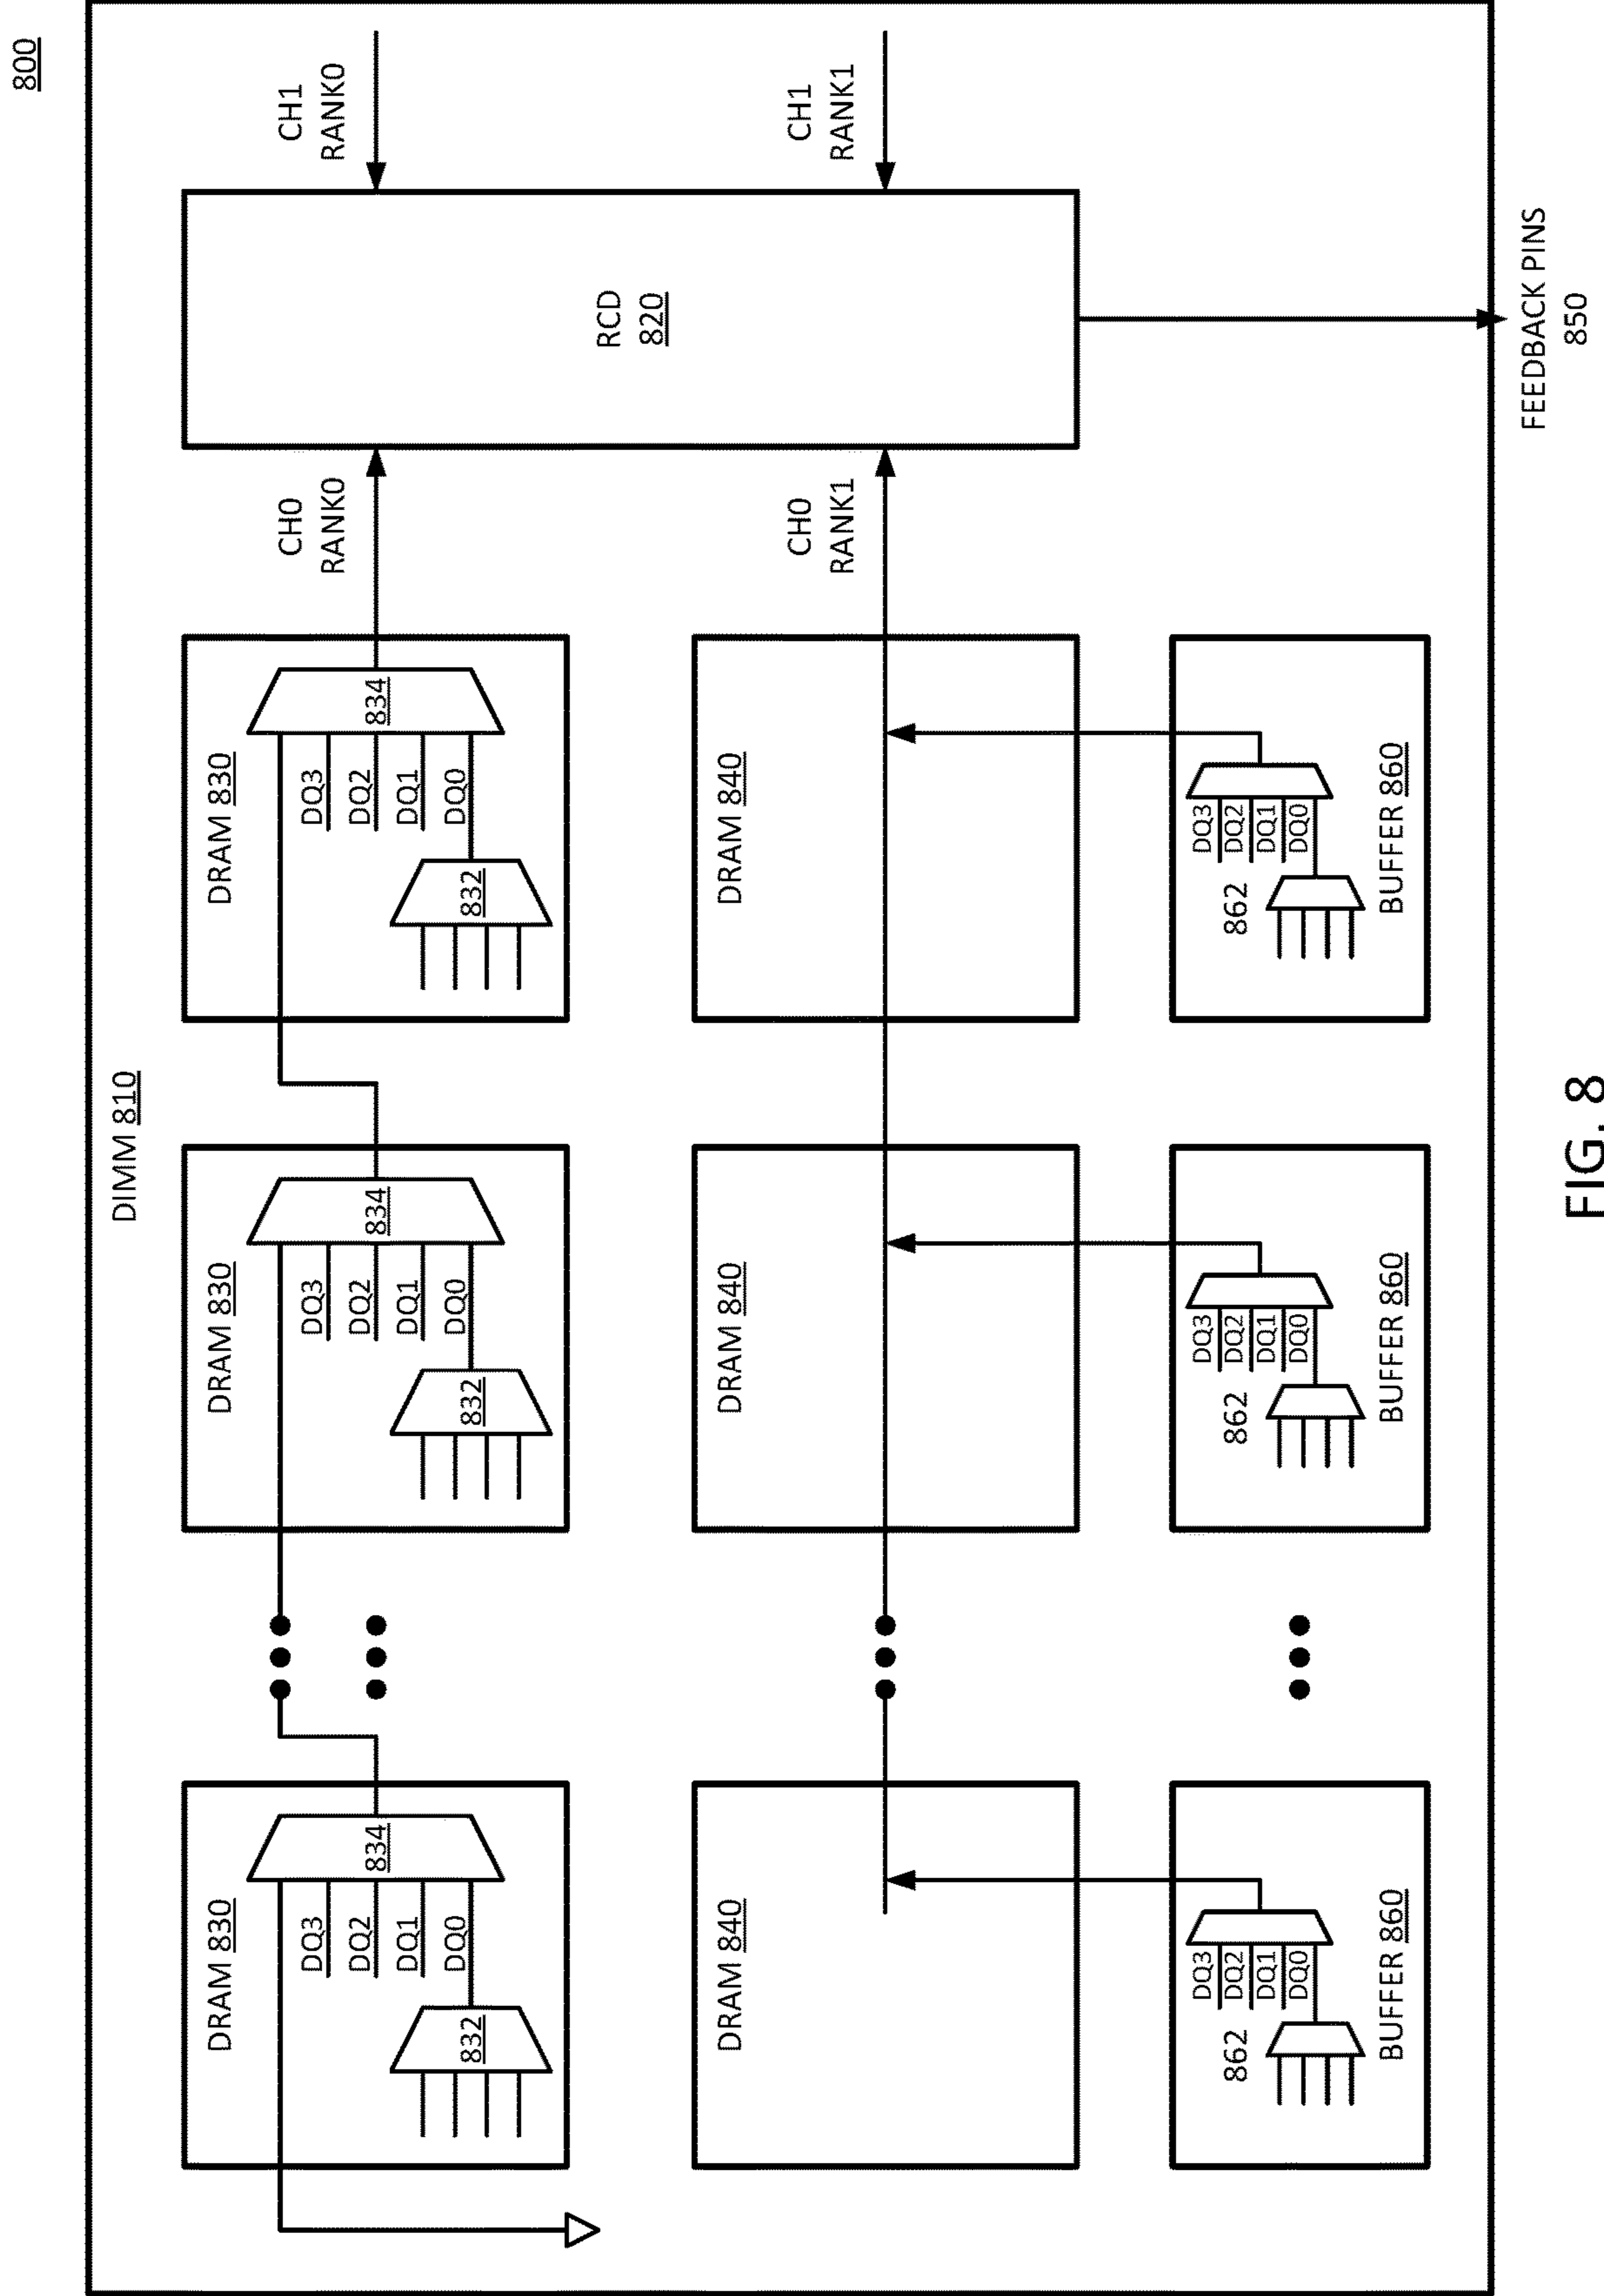 800
DIMM 810
DRAM 830
DQ3
DQ2
DQ1
DQ0
832
834
DRAM 830
DQ3
DQ2
DQ1
DQ0
832
834
DRAM 830
DQ3
DQ2
DQ1
DQ0
832
834
CH0
RANK0
CH1
RANK0
RCD
820
DRAM 840
DRAM 840
DRAM 840
CH0
RANK1
CH1
RANK1
862
DQ3
DQ2
DQ1
DQ0
BUFFER 860
862
DQ3
DQ2
DQ1
DQ0
BUFFER 860
862
DQ3
DQ2
DQ1
DQ0
BUFFER 860
FEEDBACK PINS
850
FIG. 8